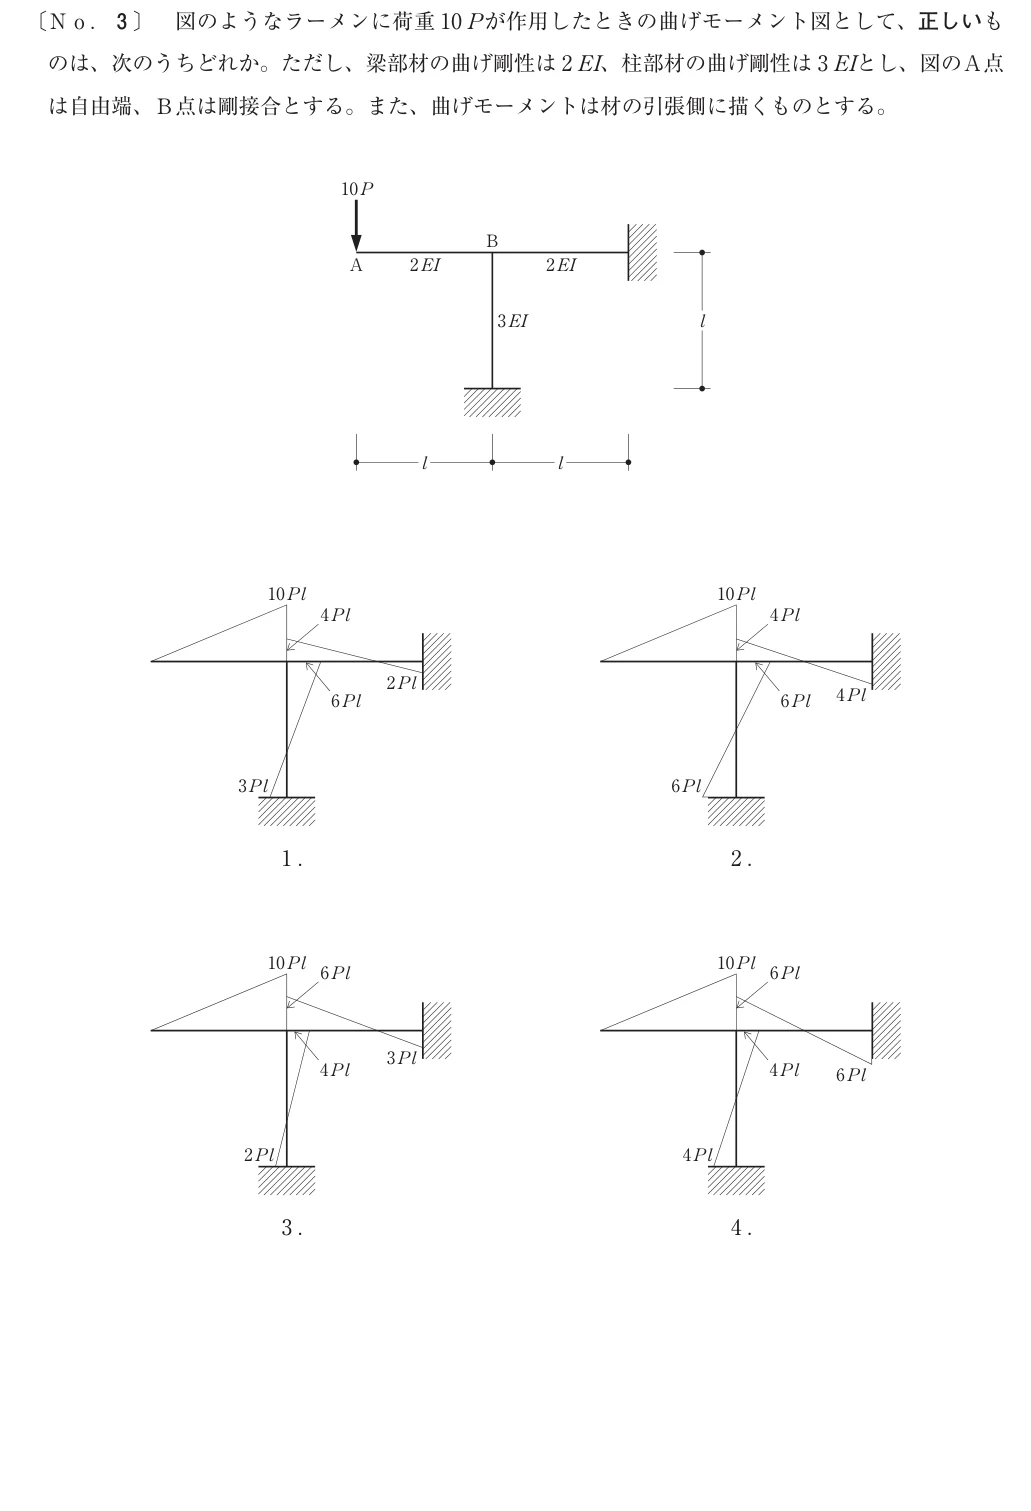 〔Ｎｏ． 3〕　図のようなラーメンに荷重 10 Pが作用したときの曲げモーメント図として、正しいも
のは、次のうちどれか。ただし、梁部材の曲げ剛性は 2 EI、柱部材の曲げ剛性は 3 EIとし、図のＡ点
は自由端、Ｂ点は剛接合とする。また、曲げモーメントは材の引張側に描くものとする。
10P
B
A
2EI
2EI
3EI
l
l
l
10Pl
4Pl
2Pl
6Pl
3Pl
1.
10Pl
4Pl
4Pl
6Pl
6Pl
2.
10Pl
6Pl
3Pl
4Pl
2Pl
3.
10Pl
6Pl
6Pl
4Pl
4Pl
4.